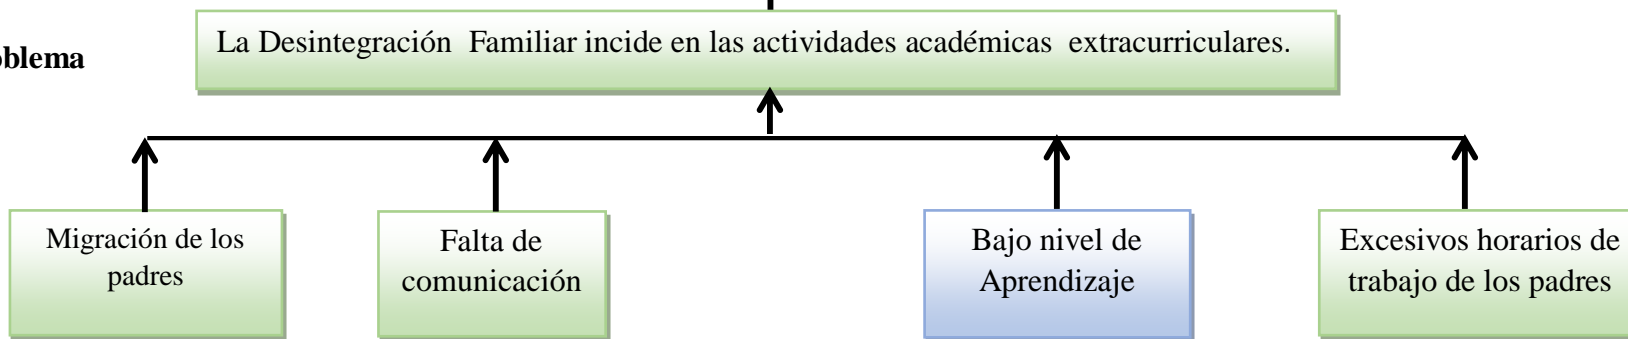 La Desintegración  Familiar incide en las actividades académicas  extracurriculares.
oblema
Migración de los
padres
Falta de
comunicación
Bajo nivel de
Aprendizaje
Excesivos horarios de
trabajo de los padres